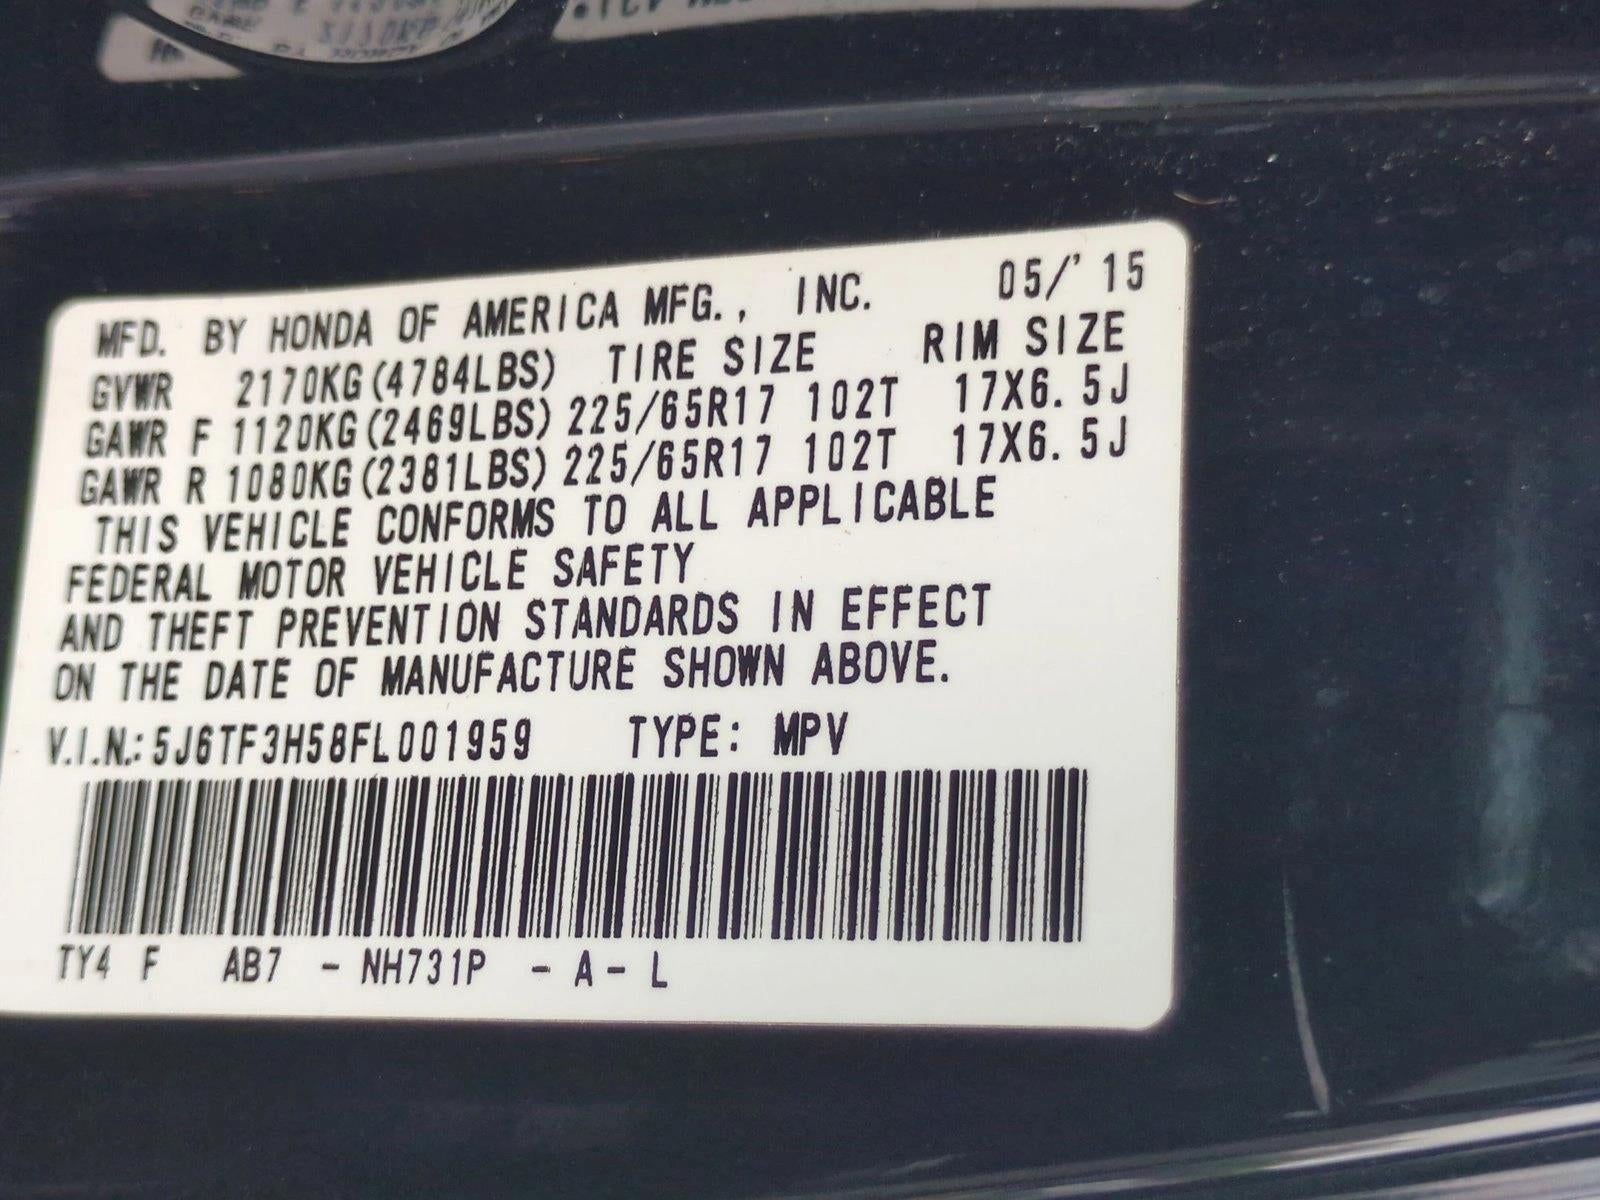 MFD. BY HONDA OF AMERICA MFG., INC. 05/'15
GVWR 2170KG(4784LBS) TIRE SIZE RIM SIZE
GAWR F 1120KG(2469LBS) 225/65R17 102T 17X6.5J
GAWR R 1080KG(2381LBS) 225/65R17 102T 17X6.5J
THIS VEHICLE CONFORMS TO ALL APPLICABLE
FEDERAL MOTOR VEHICLE SAFETY
AND THEFT PREVENTION STANDARDS IN EFFECT
ON THE DATE OF MANUFACTURE SHOWN ABOVE.
V.I.N.: 5J6TF3H58FL001959 TYPE: MPV
TY4 F AB7 - NH731P - A - L